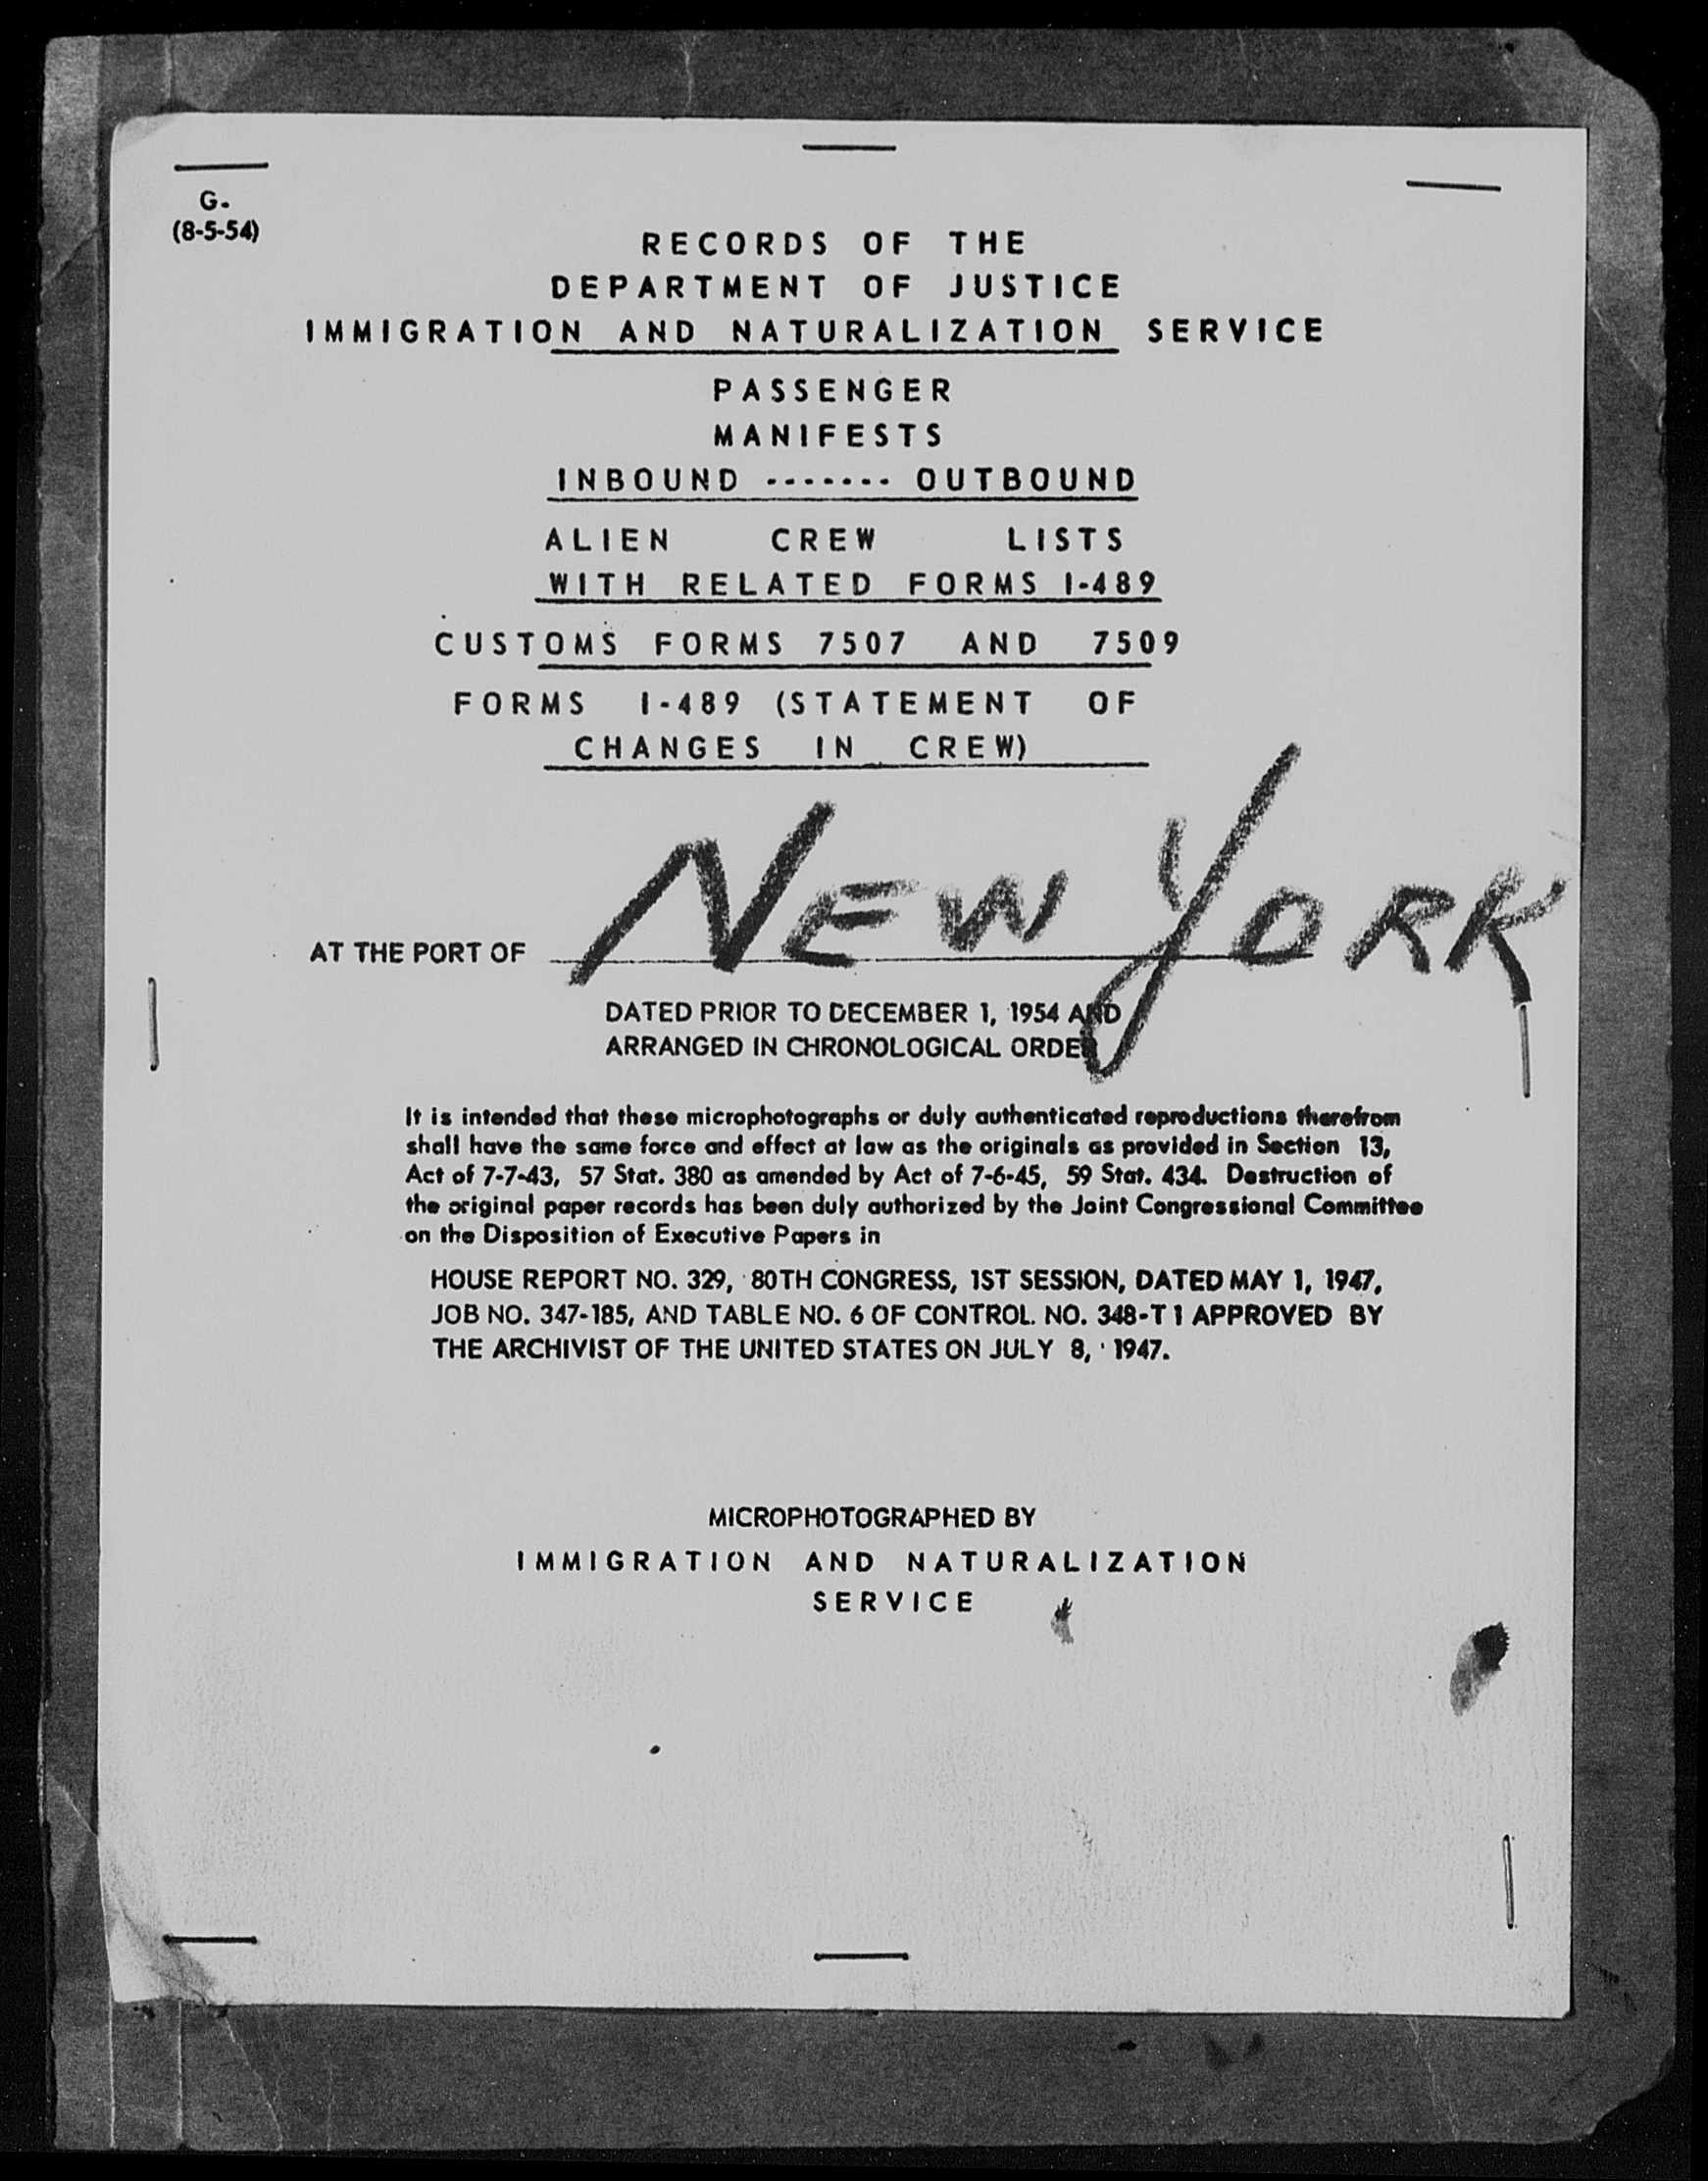 G.
(8-5-54)
RECORDS OF THE
DEPARTMENT OF JUSTICE
IMMIGRATION AND NATURALIZATION SERVICE
PASSENGER
MANIFESTS
INBOUND ------- OUTBOUND
ALIEN CREW LISTS
WITH RELATED FORMS I-489
CUSTOMS FORMS 7507 AND 7509
FORMS I-489 (STATEMENT OF
CHANGES IN CREW)
AT THE PORT OF NEW YORK
DATED PRIOR TO DECEMBER 1, 1954 AND
ARRANGED IN CHRONOLOGICAL ORDER
It is intended that these microphotographs or duly authenticated reproductions therefrom
shall have the same force and effect at law as the originals as provided in Section 13,
Act of 7-7-43, 57 Stat. 380 as amended by Act of 7-6-45, 59 Stat. 434. Destruction of
the original paper records has been duly authorized by the Joint Congressional Committee
on the Disposition of Executive Papers in
HOUSE REPORT NO. 329, 80TH CONGRESS, 1ST SESSION, DATED MAY 1, 1947,
JOB NO. 347-185, AND TABLE NO. 6 OF CONTROL NO. 348-T1 APPROVED BY
THE ARCHIVIST OF THE UNITED STATES ON JULY 8, 1947.
MICROPHOTOGRAPHED BY
IMMIGRATION AND NATURALIZATION
SERVICE